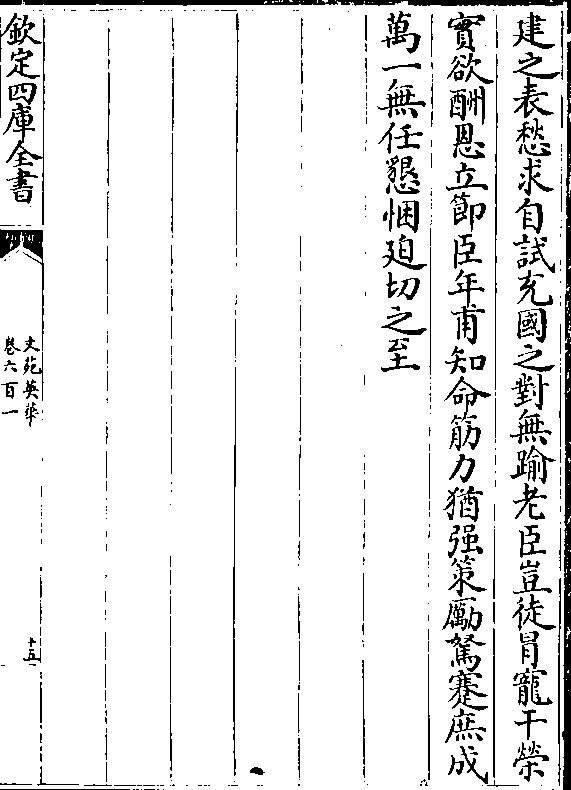 建之表愁求自試充國之對無踰老臣豈徒冒寵干榮
實欲酬恩立節臣年甫知命筋力猶强策勵駑蹇庶成
萬一無任懇悃廹切之至
欽定四庫全書
文苑英華
卷六百一
十五